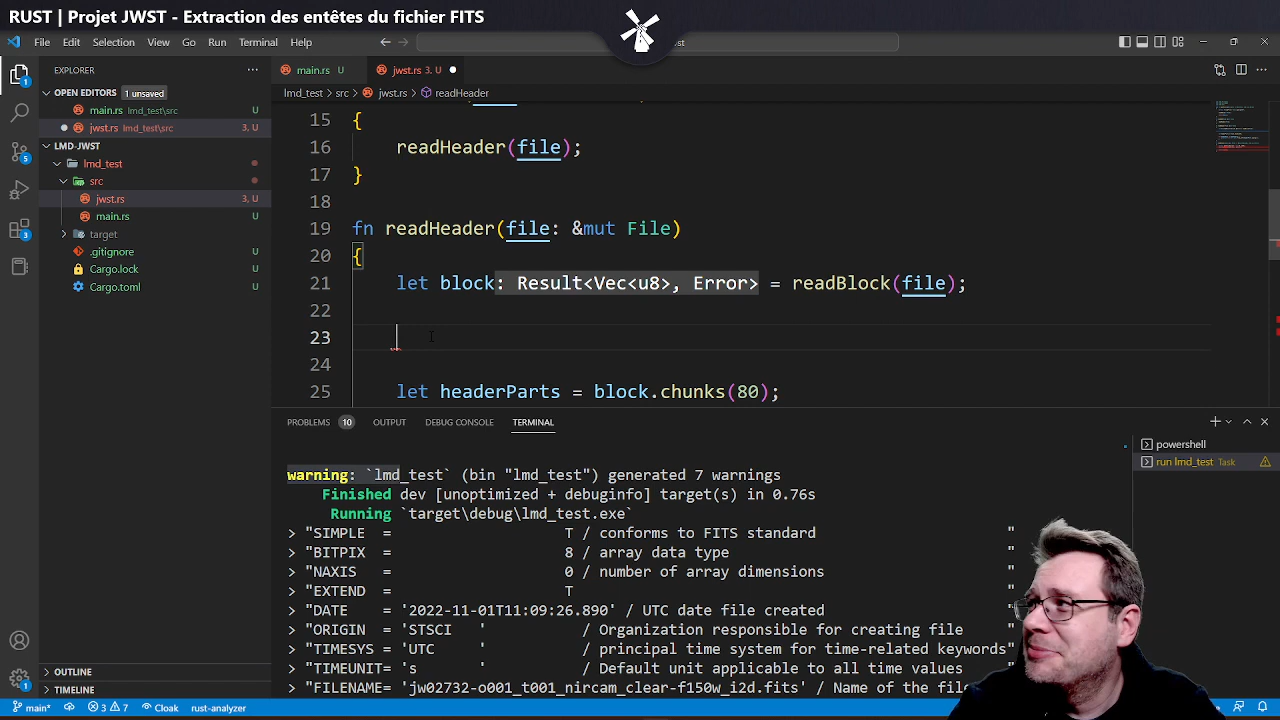 RUST | Projet JWST - Extraction des entêtes du fichier FITS
File Edit Selection View Go Run Terminal Help
EXPLORER
OPEN EDITORS 1 unsaved
main.rs lmd_test\src U
jwst.rs lmd_test\src 3, U
LMD-JWST
lmd_test
src
jwst.rs 3, U
main.rs U
target
.gitignore U
Cargo.lock U
Cargo.toml U
OUTLINE
TIMELINE
main.rs U jwst.rs 3, U
lmd_test > src > jwst.rs > readHeader
15 {
16 readHeader(file);
17 }
18
19 fn readHeader(file: &mut File)
20 {
21 let block: Result<Vec<u8>, Error> = readBlock(file);
22
23
24
25 let headerParts = block.chunks(80);
PROBLEMS 10 OUTPUT DEBUG CONSOLE TERMINAL
powershell
run lmd_test Task
warning: `lmd_test` (bin "lmd_test") generated 7 warnings
Finished dev [unoptimized + debuginfo] target(s) in 0.76s
Running `target\debug\lmd_test.exe`
> "SIMPLE = T / conforms to FITS standard "
> "BITPIX = 8 / array data type "
> "NAXIS = 0 / number of array dimensions "
> "EXTEND = T "
> "DATE = '2022-11-01T11:09:26.890' / UTC date file created "
> "ORIGIN = 'STSCI ' / Organization responsible for creating file "
> "TIMESYS = 'UTC ' / principal time system for time-related keywords"
> "TIMEUNIT= 's ' / Default unit applicable to all time values
> "FILENAME= 'jw02732-o001_t001_nircam_clear-f150w_i2d.fits' / Name of the file
main* 3 7 Cloak rust-analyzer